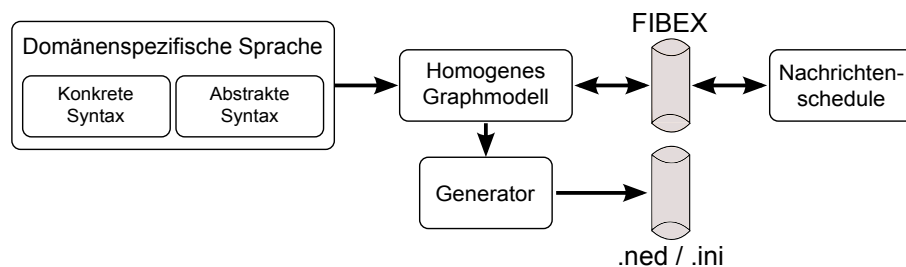 FIBEX
Domänenspezifische Sprache
Konkrete
Syntax
Abstrakte
Syntax
Homogenes
Graphmodell
Nachrichten-
schedule
Generator
.ned / .ini